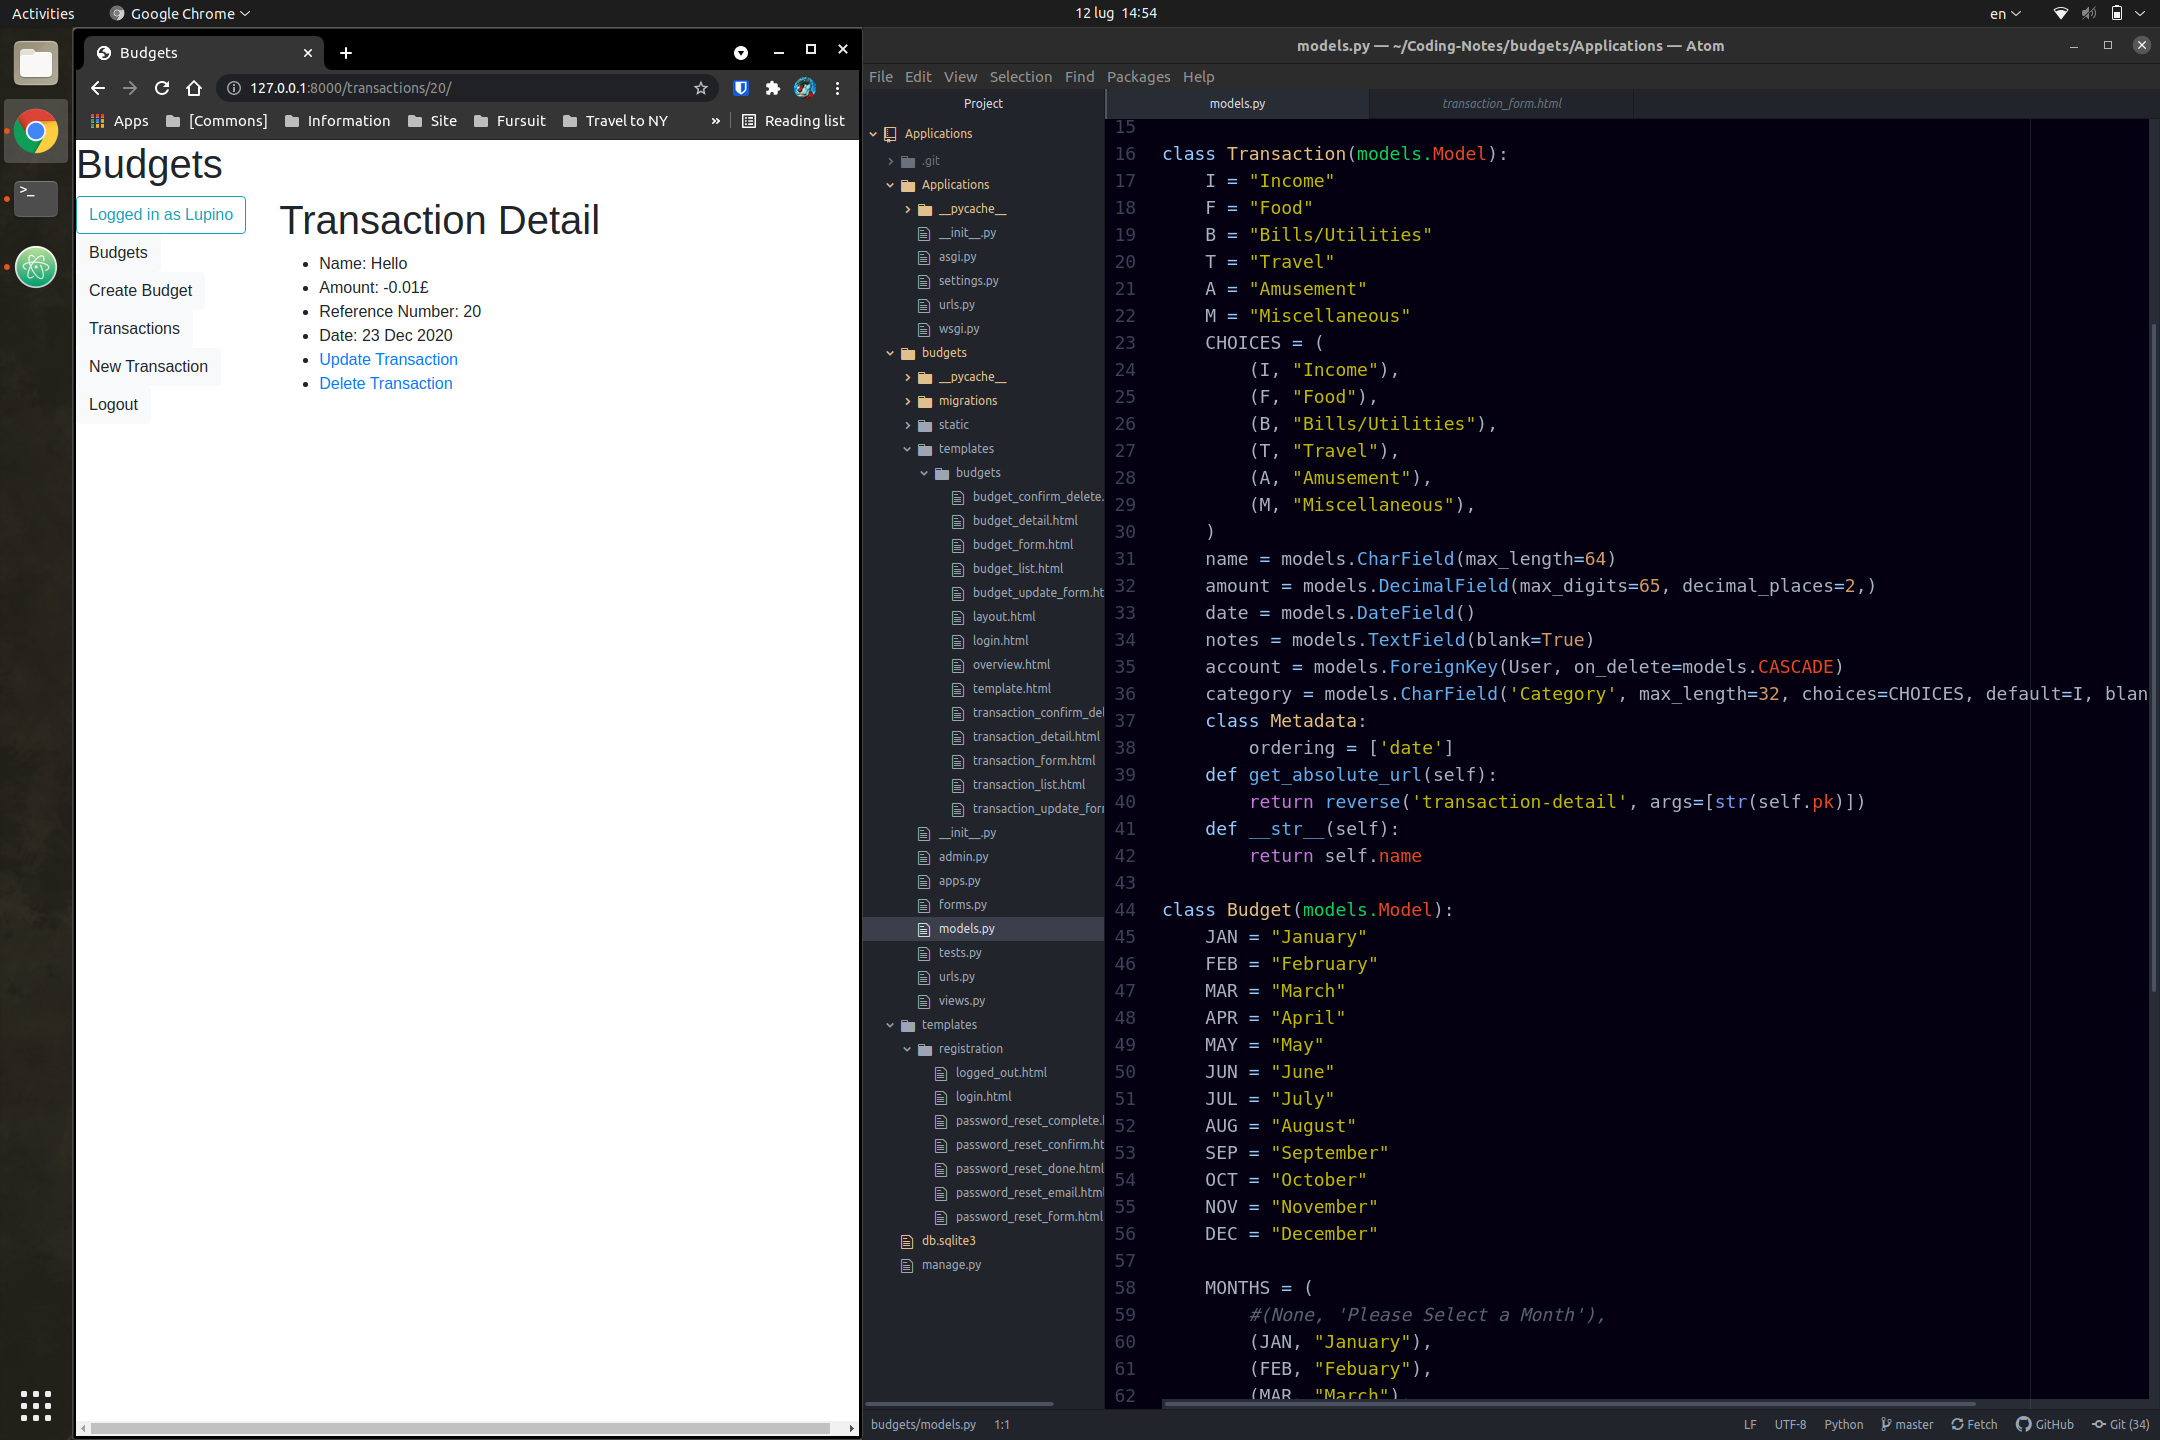 Activities
Google Chrome
12 lug 14:54
en
Budgets
127.0.0.1:8000/transactions/20/
Apps
[Commons]
Information
Site
Fursuit
Travel to NY
»
Reading list
Budgets
Logged in as Lupino
Budgets
Create Budget
Transactions
New Transaction
Logout
Transaction Detail
• Name: Hello
• Amount: -0.01£
• Reference Number: 20
• Date: 23 Dec 2020
• Update Transaction
• Delete Transaction
models.py — ~/Coding-Notes/budgets/Applications — Atom
File Edit View Selection Find Packages Help
Project
Applications
.git
Applications
__pycache__
__init__.py
asgi.py
settings.py
urls.py
wsgi.py
budgets
__pycache__
migrations
static
templates
budgets
budget_confirm_delete.
budget_detail.html
budget_form.html
budget_list.html
budget_update_form.ht
layout.html
login.html
overview.html
template.html
transaction_confirm_del
transaction_detail.html
transaction_form.html
transaction_list.html
transaction_update_for
__init__.py
admin.py
apps.py
forms.py
models.py
tests.py
urls.py
views.py
templates
registration
logged_out.html
login.html
password_reset_complete.
password_reset_confirm.ht
password_reset_done.html
password_reset_email.html
password_reset_form.html
db.sqlite3
manage.py
models.py
transaction_form.html
15
16 class Transaction(models.Model):
17 I = "Income"
18 F = "Food"
19 B = "Bills/Utilities"
20 T = "Travel"
21 A = "Amusement"
22 M = "Miscellaneous"
23 CHOICES = (
24 (I, "Income"),
25 (F, "Food"),
26 (B, "Bills/Utilities"),
27 (T, "Travel"),
28 (A, "Amusement"),
29 (M, "Miscellaneous"),
30 )
31 name = models.CharField(max_length=64)
32 amount = models.DecimalField(max_digits=65, decimal_places=2,)
33 date = models.DateField()
34 notes = models.TextField(blank=True)
35 account = models.ForeignKey(User, on_delete=models.CASCADE)
36 category = models.CharField('Category', max_length=32, choices=CHOICES, default=I, blan
37 class Metadata:
38 ordering = ['date']
39 def get_absolute_url(self):
40 return reverse('transaction-detail', args=[str(self.pk)])
41 def __str__(self):
42 return self.name
43
44 class Budget(models.Model):
45 JAN = "January"
46 FEB = "February"
47 MAR = "March"
48 APR = "April"
49 MAY = "May"
50 JUN = "June"
51 JUL = "July"
52 AUG = "August"
53 SEP = "September"
54 OCT = "October"
55 NOV = "November"
56 DEC = "December"
57
58 MONTHS = (
59 #(None, 'Please Select a Month'),
60 (JAN, "January"),
61 (FEB, "Febuary"),
62 (MAR, "March"),
budgets/models.py 1:1
LF UTF-8 Python master Fetch GitHub Git (34)